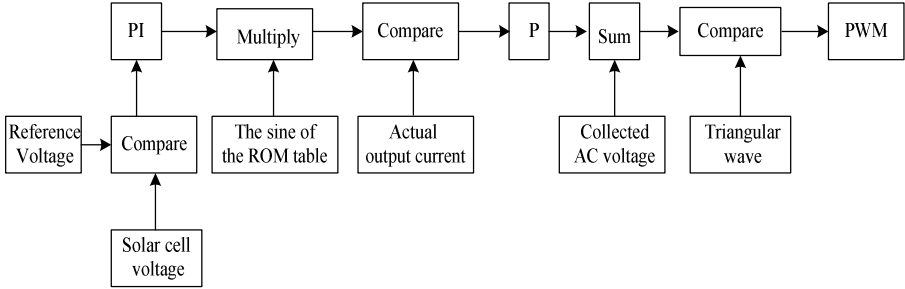 PI
Multiply
Compare
P
Sum
Compare
PWM
Reference
Voltage
Compare
The sine of
the ROM table
Actual
output current
Collected
AC voltage
Triangular
wave
Solar cell
voltage